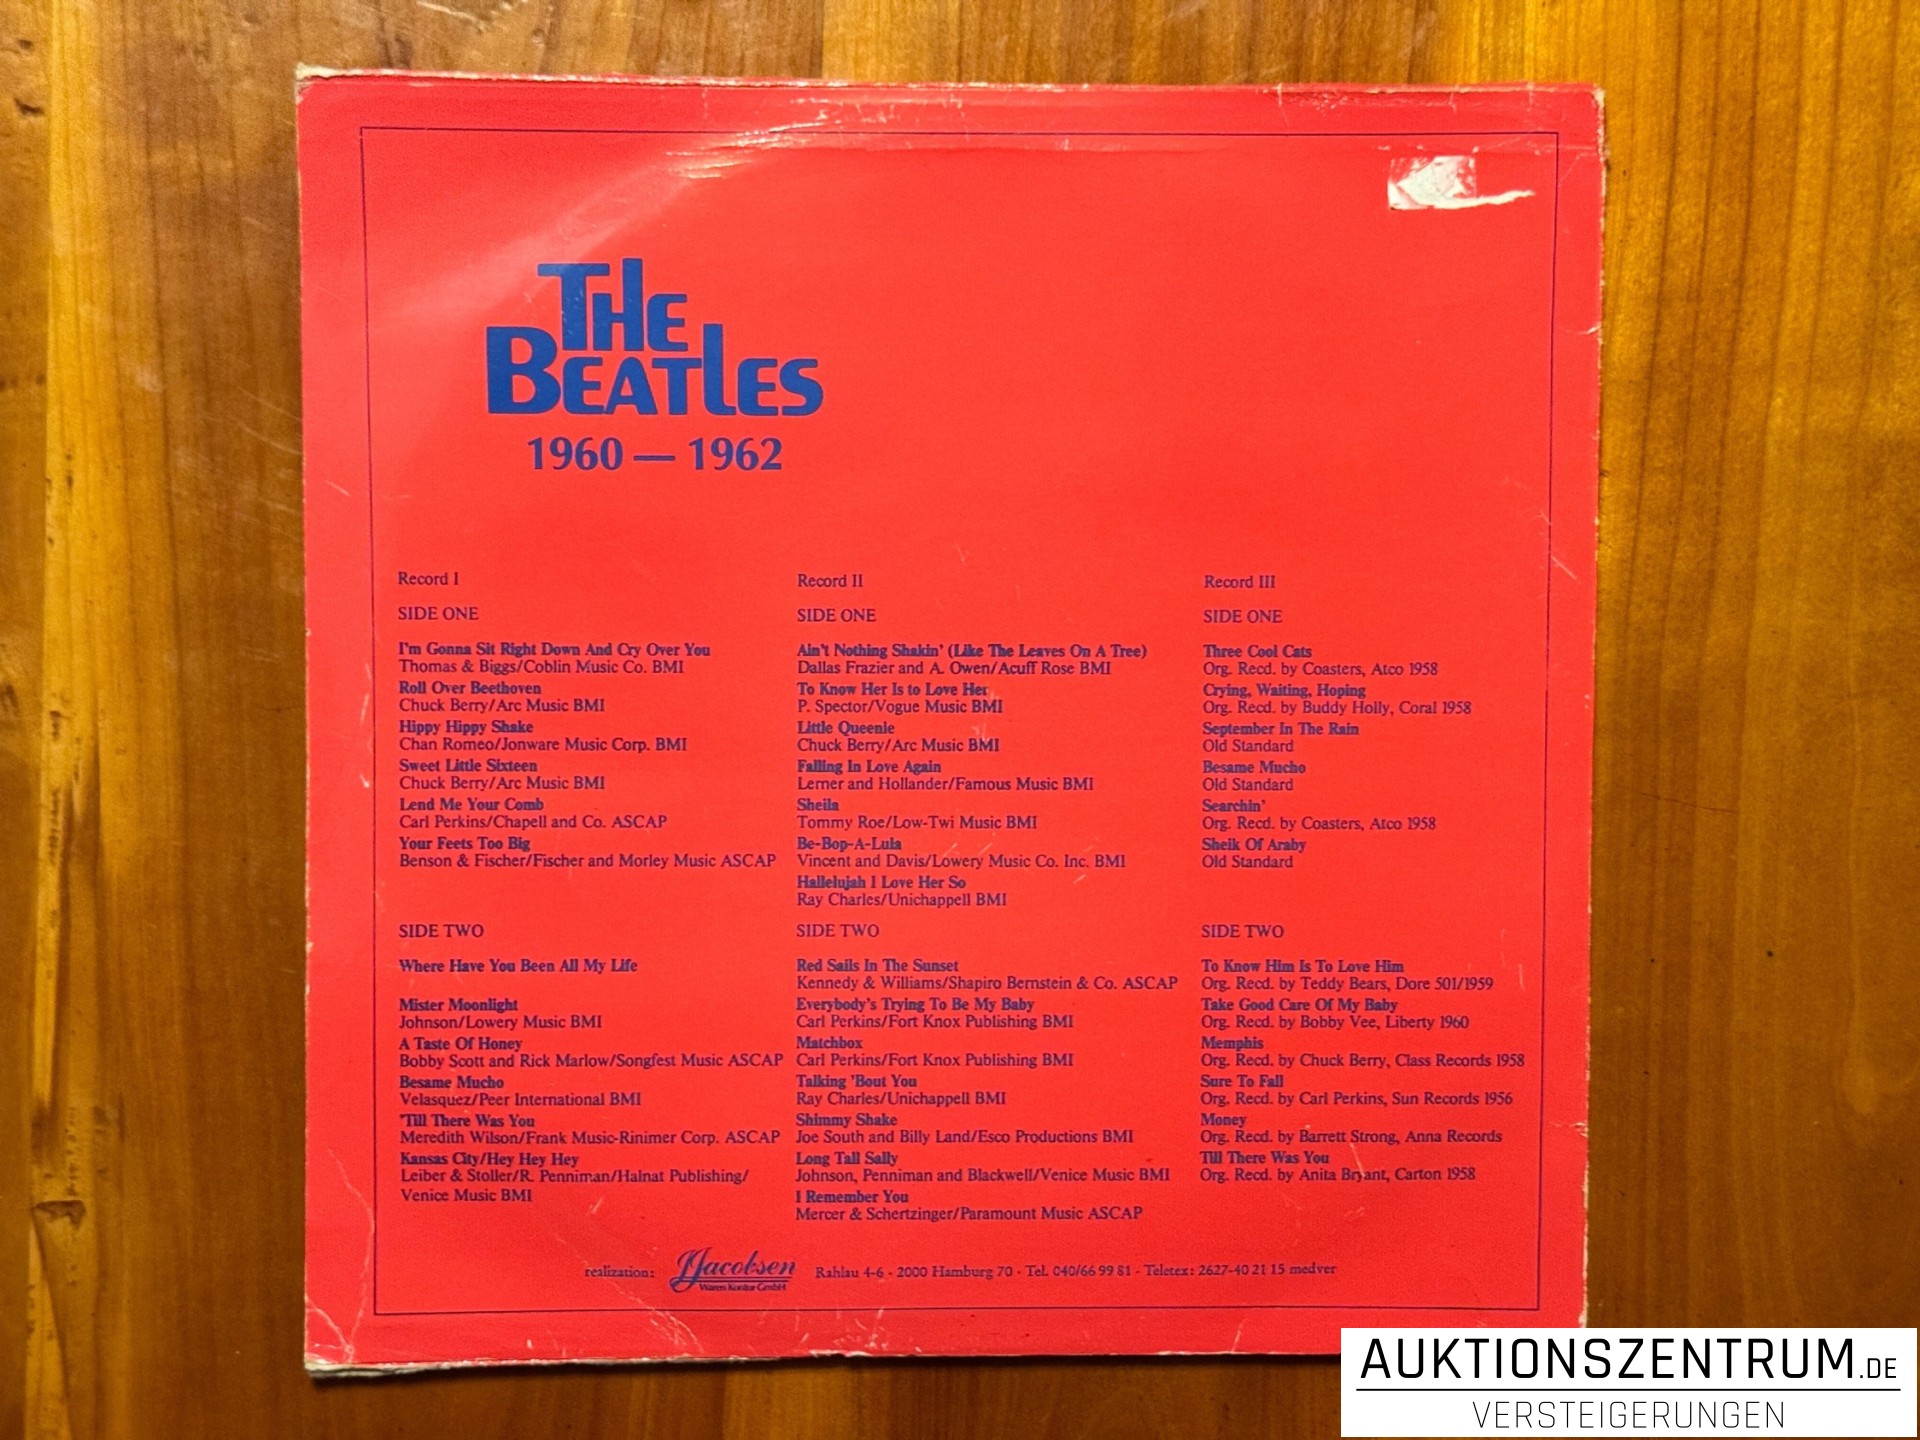 THE
BEATLES
1960 — 1962
Record I
SIDE ONE
I'm Gonna Sit Right Down And Cry Over You
Thomas & Biggs/Coblin Music Co. BMI
Roll Over Beethoven
Chuck Berry/Arc Music BMI
Hippy Hippy Shake
Chan Romeo/Jonware Music Corp. BMI
Sweet Little Sixteen
Chuck Berry/Arc Music BMI
Lend Me Your Comb
Carl Perkins/Chapell and Co. ASCAP
Your Feets Too Big
Benson & Fischer/Fischer and Morley Music ASCAP
SIDE TWO
Where Have You Been All My Life
Mister Moonlight
Johnson/Lowery Music BMI
A Taste Of Honey
Bobby Scott and Rick Marlow/Songfest Music ASCAP
Besame Mucho
Velasquez/Peer International BMI
'Till There Was You
Meredith Wilson/Frank Music-Rinimer Corp. ASCAP
Kansas City/Hey Hey Hey
Leiber & Stoller/R. Penniman/Halnat Publishing/
Venice Music BMI
Record II
SIDE ONE
Ain't Nothing Shakin' (Like The Leaves On A Tree)
Dallas Frazier and A. Owen/Acuff Rose BMI
To Know Her Is to Love Her
P. Spector/Vogue Music BMI
Little Queenie
Chuck Berry/Arc Music BMI
Falling In Love Again
Lerner and Hollander/Famous Music BMI
Sheila
Tommy Roe/Low-Twi Music BMI
Be-Bop-A-Lula
Vincent and Davis/Lowery Music Co. Inc. BMI
Hallelujah I Love Her So
Ray Charles/Unichappell BMI
SIDE TWO
Red Sails In The Sunset
Kennedy & Williams/Shapiro Bernstein & Co. ASCAP
Everybody's Trying To Be My Baby
Carl Perkins/Fort Knox Publishing BMI
Matchbox
Carl Perkins/Fort Knox Publishing BMI
Talking 'Bout You
Ray Charles/Unichappell BMI
Shimmy Shake
Joe South and Billy Land/Esco Productions BMI
Long Tall Sally
Johnson, Penniman and Blackwell/Venice Music BMI
I Remember You
Mercer & Schertzinger/Paramount Music ASCAP
Record III
SIDE ONE
Three Cool Cats
Org. Recd. by Coasters, Atco 1958
Crying, Waiting, Hoping
Org. Recd. by Buddy Holly, Coral 1958
September In The Rain
Old Standard
Besame Mucho
Old Standard
Searchin'
Org. Recd. by Coasters, Atco 1958
Sheik Of Araby
Old Standard
SIDE TWO
To Know Him Is To Love Him
Org. Recd. by Teddy Bears, Dore 501/1959
Take Good Care Of My Baby
Org. Recd. by Bobby Vee, Liberty 1960
Memphis
Org. Recd. by Chuck Berry, Class Records 1958
Sure To Fall
Org. Recd. by Carl Perkins, Sun Records 1956
Money
Org. Recd. by Barrett Strong, Anna Records
Till There Was You
Org. Recd. by Anita Bryant, Carton 1958
realization: Jacobsen Rahlau 4-6 - 2000 Hamburg 70 - Tel. 040/66 99 81 - Teletex: 2627-40 21 15 medver
Waren Kontor GmbH
AUKTIONSZENTRUM.DE
VERSTEIGERUNGEN